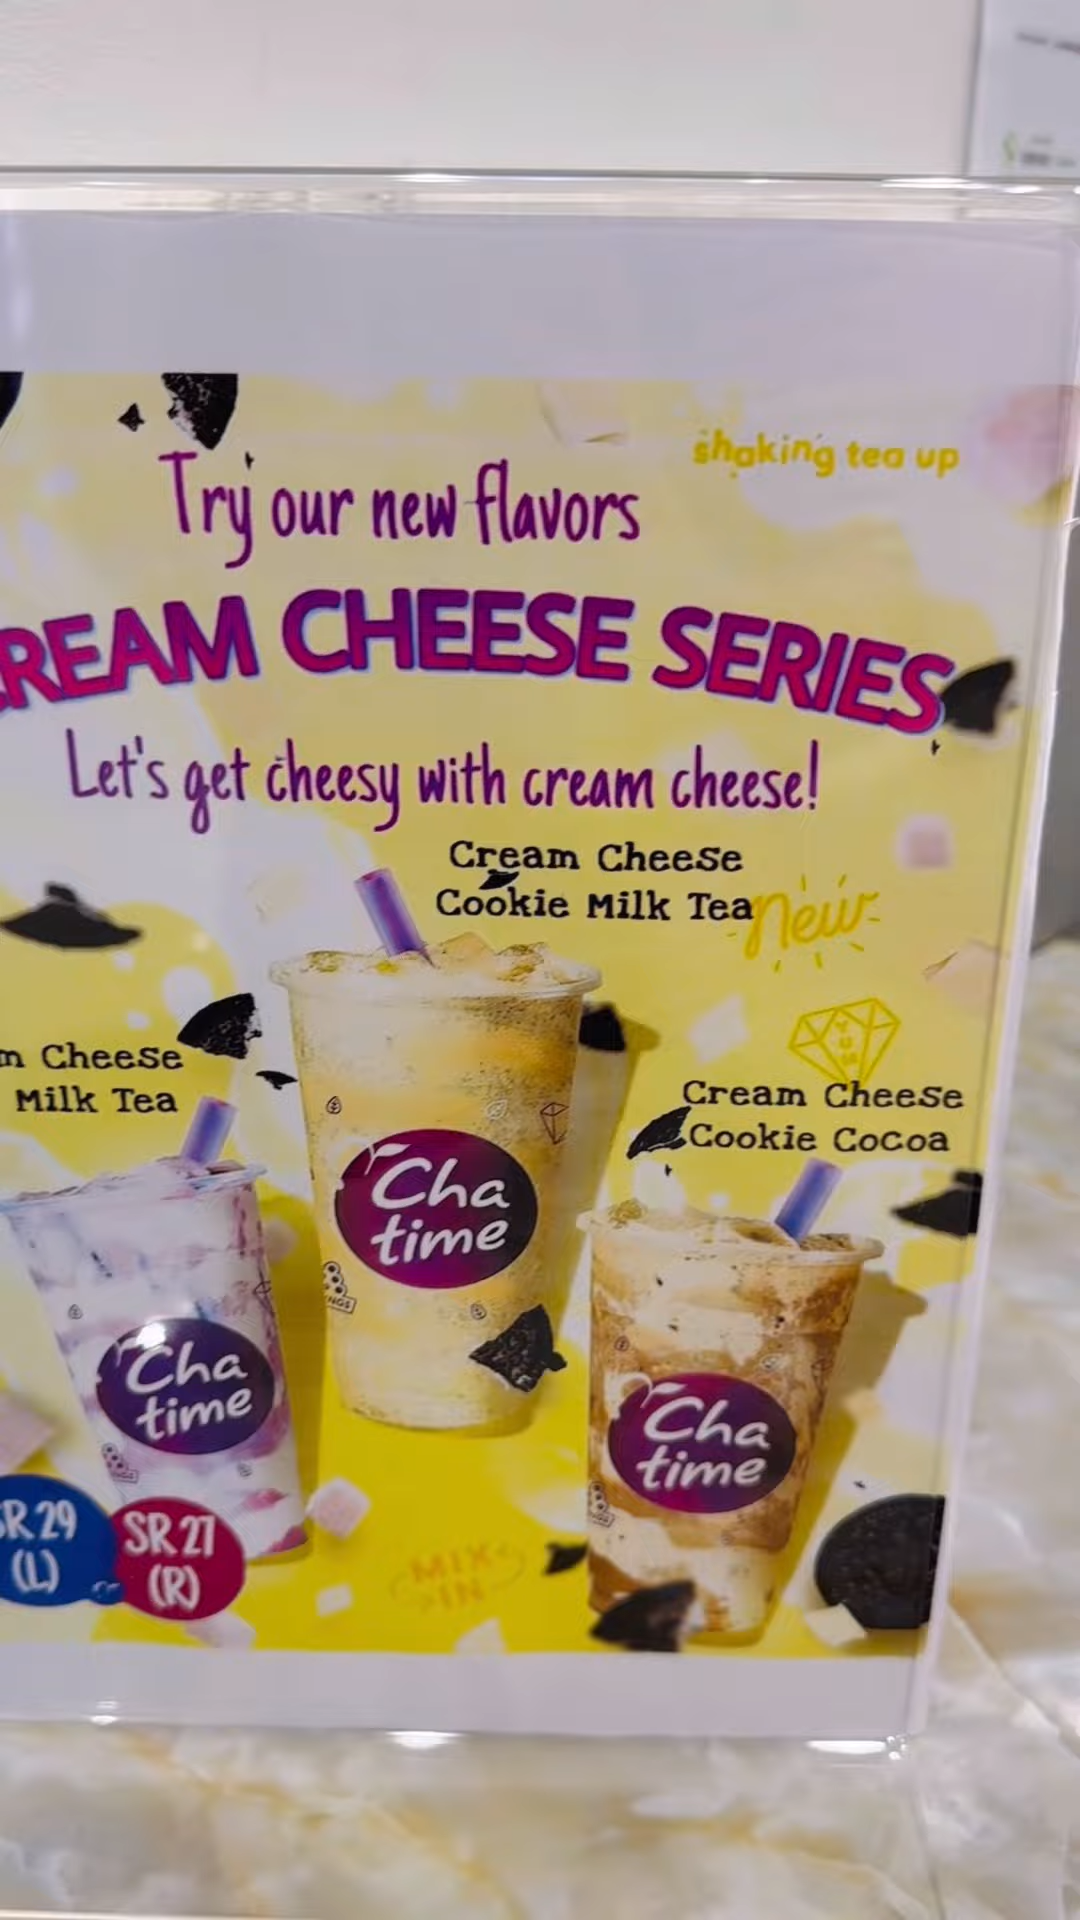 shaking tea up
Try our new flavors
REAM CHEESE SERIES
Let's get cheesy with cream cheese!
Cream Cheese
Cookie Milk Tea
new
m Cheese
Milk Tea
Cream Cheese
Cookie Cocoa
Cha
time
Cha
time
Cha
time
SR 29
(L)
SR 27
(R)
MIX
IN